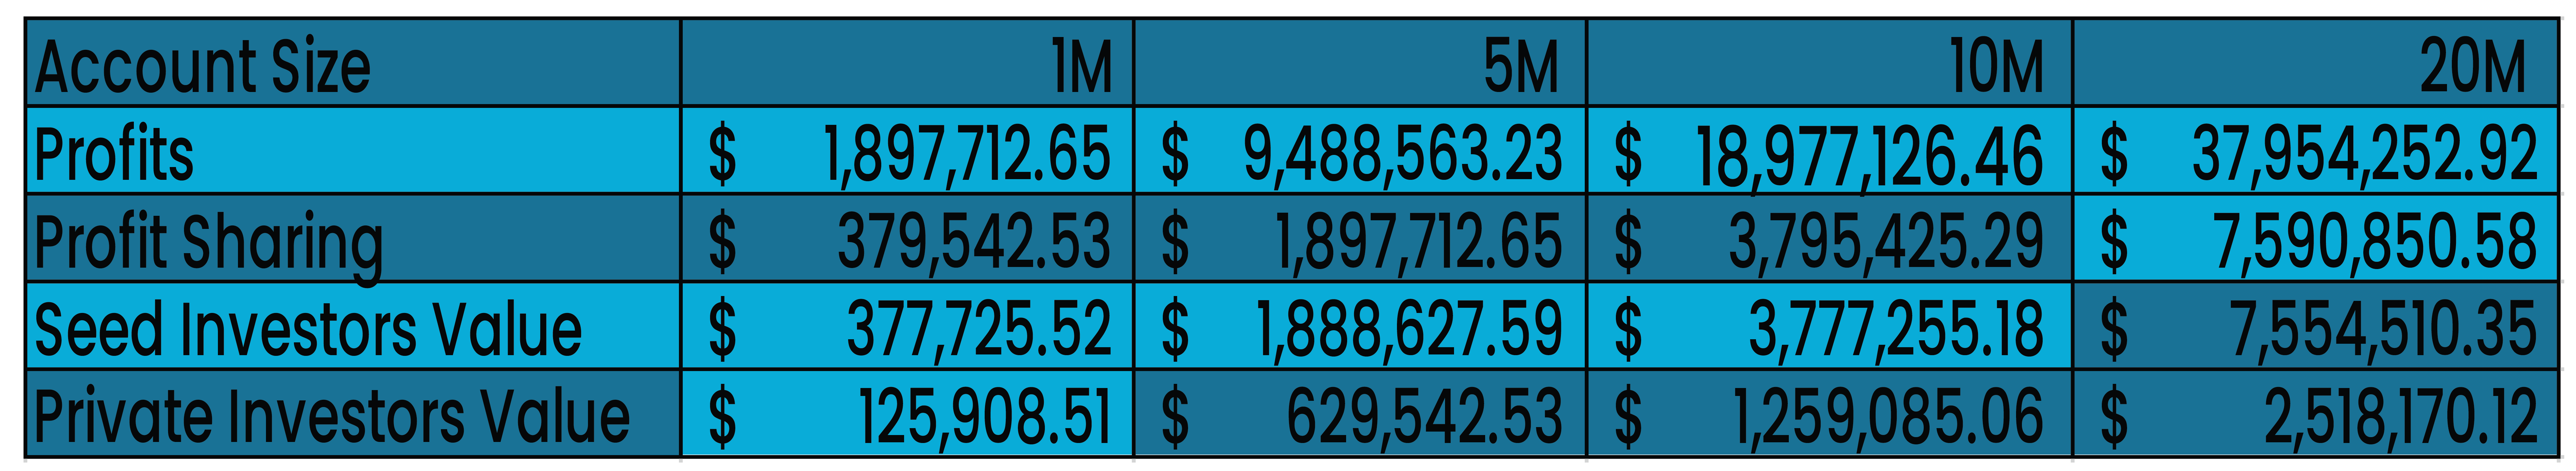 Account Size 1M 5M 10M 20M
Profits $ 1,897,712.65 $ 9,488,563.23 $ 18,977,126.46 $ 37,954,252.92
Profit Sharing $ 379,542.53 $ 1,897,712.65 $ 3,795,425.29 $ 7,590,850.58
Seed Investors Value $ 377,725.52 $ 1,888,627.59 $ 3,777,255.18 $ 7,554,510.35
Private Investors Value $ 125,908.51 $ 629,542.53 $ 1,259,085.06 $ 2,518,170.12